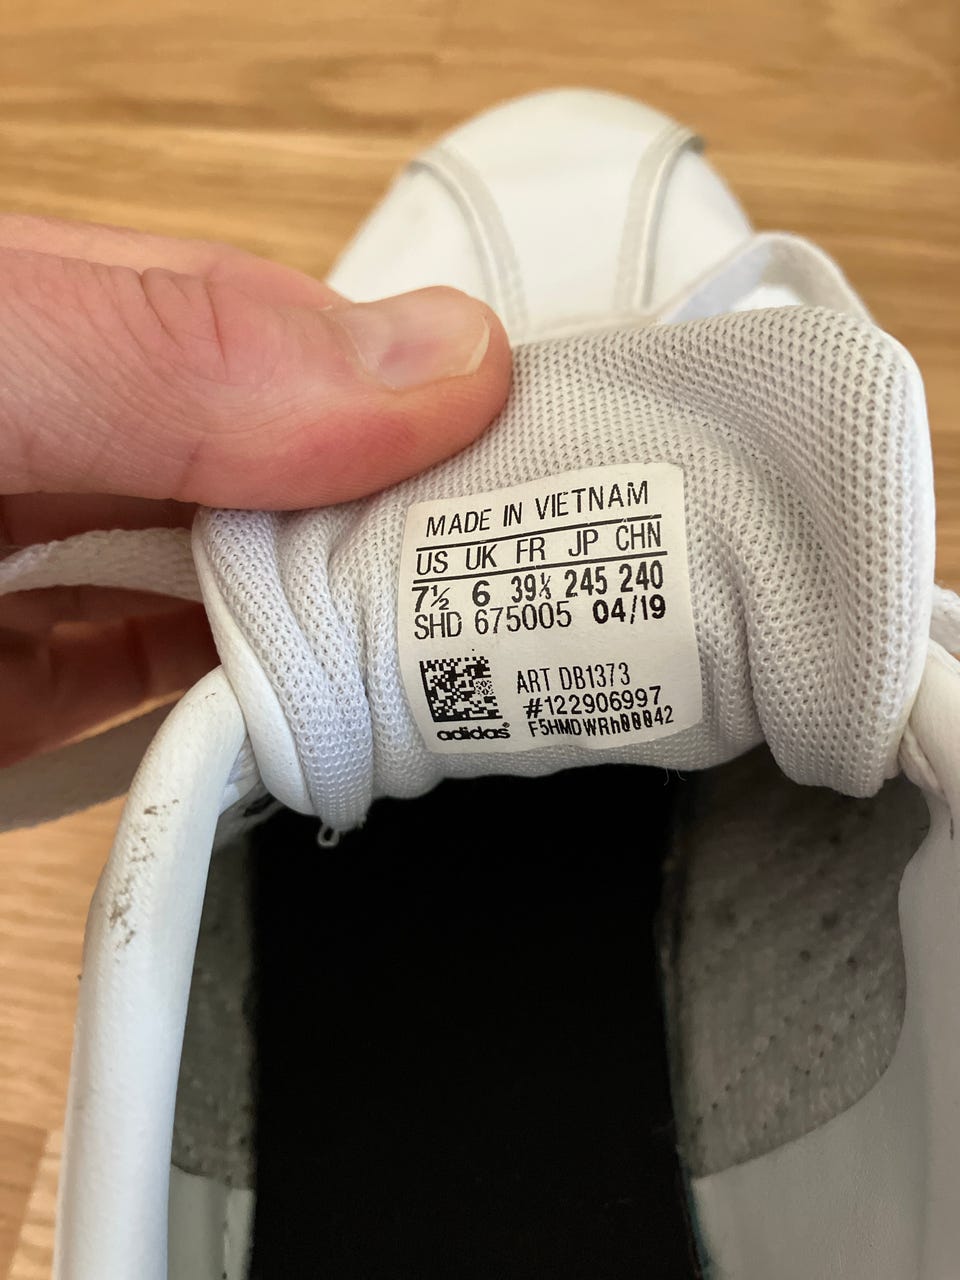 MADE IN VIETNAM
US UK FR JP CHN
7½ 6 39⅓ 245 240
SHD 675005 04/19
ART DB1373
#122906997
F5HMDWRh00042
adidas®